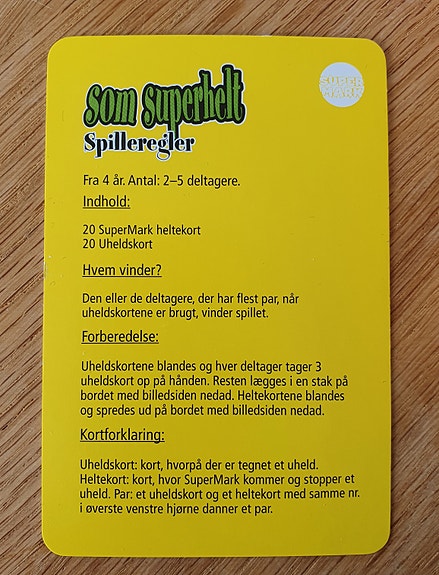 som superhelt
SUPER
MARK
Spilleregler
Fra 4 år. Antal: 2–5 deltagere.
Indhold:
20 SuperMark heltekort
20 Uheldskort
Hvem vinder?
Den eller de deltagere, der har flest par, når
uheldskortene er brugt, vinder spillet.
Forberedelse:
Uheldskortene blandes og hver deltager tager 3
uheldskort op på hånden. Resten lægges i en stak på
bordet med billedsiden nedad. Heltekortene blandes
og spredes ud på bordet med billedsiden nedad.
Kortforklaring:
Uheldskort: kort, hvorpå der er tegnet et uheld.
Heltekort: kort, hvor SuperMark kommer og stopper et
uheld. Par: et uheldskort og et heltekort med samme nr.
i øverste venstre hjørne danner et par.